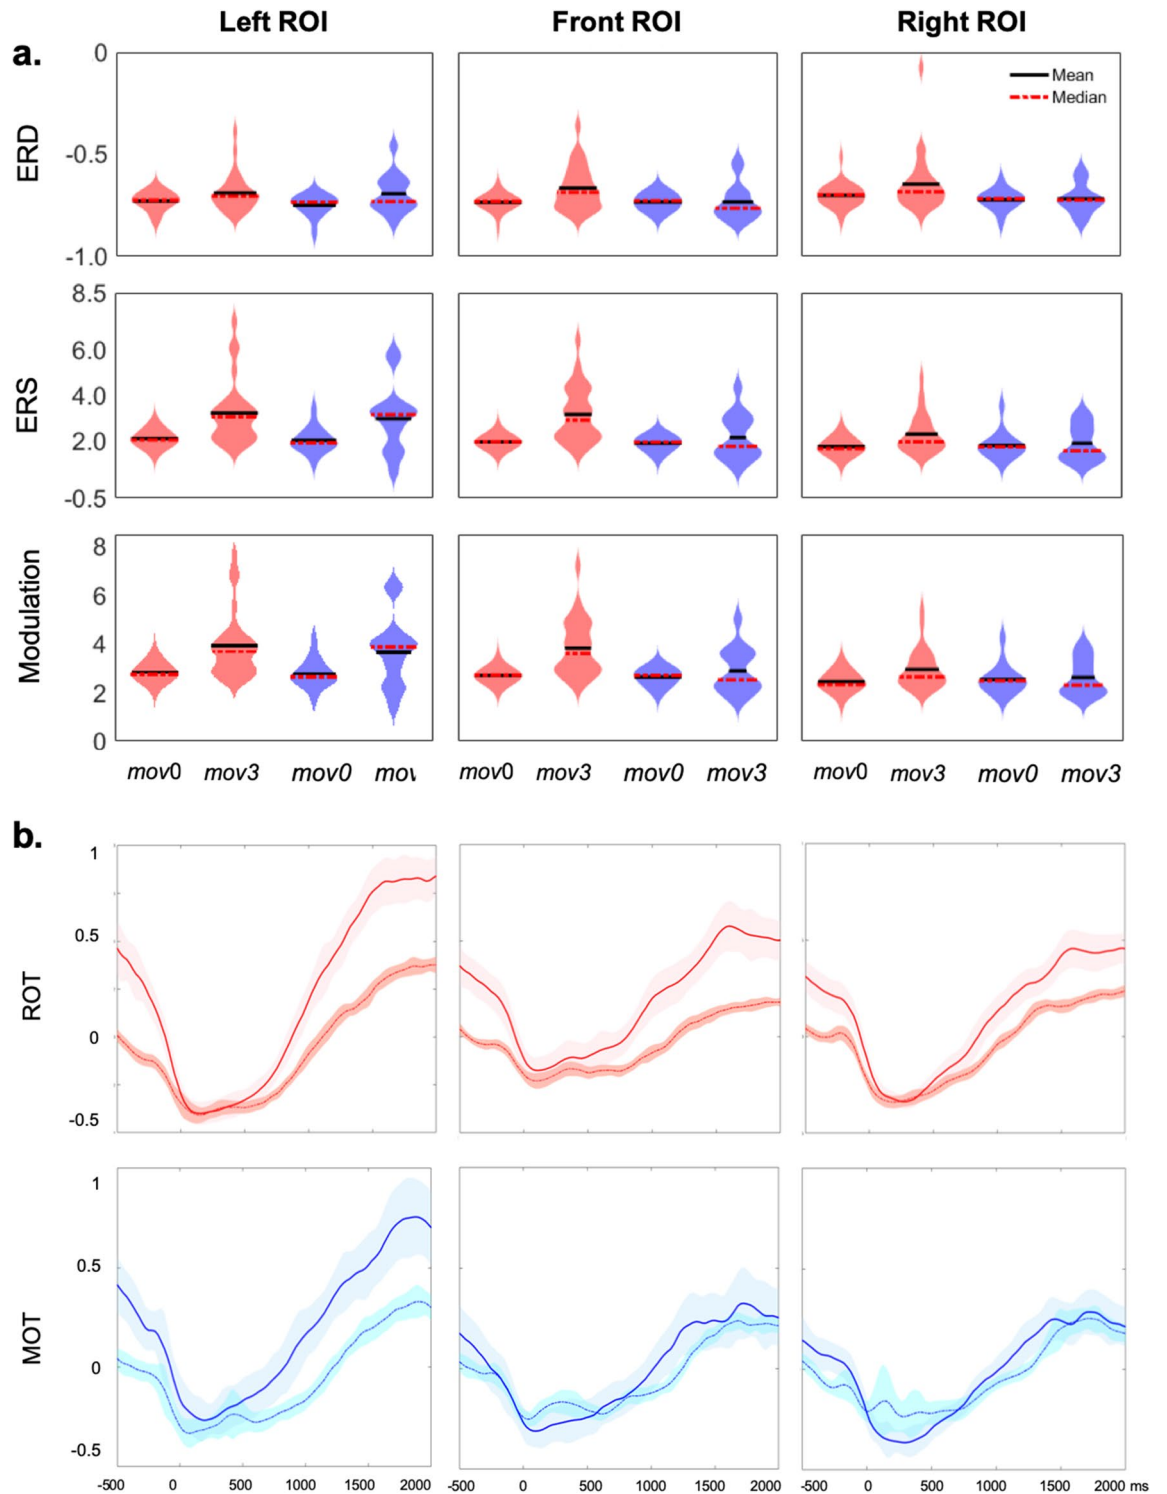 Left ROI Front ROI Right ROI
a.
ERD
0
-0.5
-1.0
Mean
Median
ERS
8.5
6.0
4.0
2.0
-0.5
Modulation
8
6
4
2
0
mov0 mov3 mov0 mov mov0 mov3 mov0 mov3 mov0 mov3 mov0 mov3
b.
ROT
1
0.5
0
-0.5
MOT
1
0.5
0
-0.5
-500 0 500 1000 1500 2000 -500 0 500 1000 1500 2000 -500 0 500 1000 1500 2000 ms